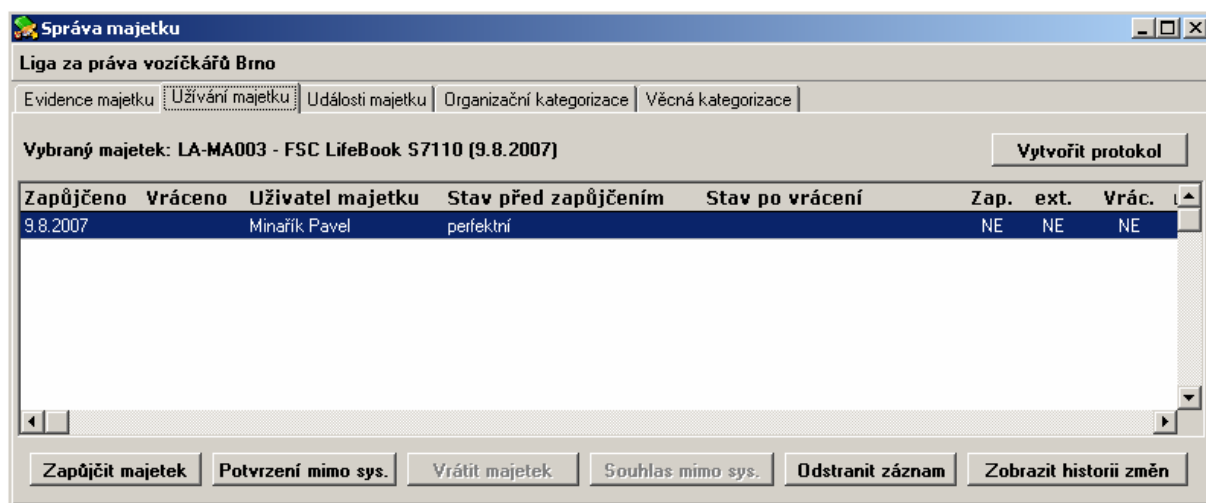 Správa majetku
Liga za práva vozíčkářů Brno
Evidence majetku Užívání majetku Události majetku Organizační kategorizace Věcná kategorizace
Vybraný majetek: LA-MA003 - FSC LifeBook S7110 (9.8.2007) Vytvořit protokol
Zapůjčeno Vráceno Uživatel majetku Stav před zapůjčením Stav po vrácení Zap. ext. Vrác.
9.8.2007 Minařík Pavel perfektní NE NE NE
Zapůjčit majetek Potvrzení mimo sys. Vrátit majetek Souhlas mimo sys. Odstranit záznam Zobrazit historii změn